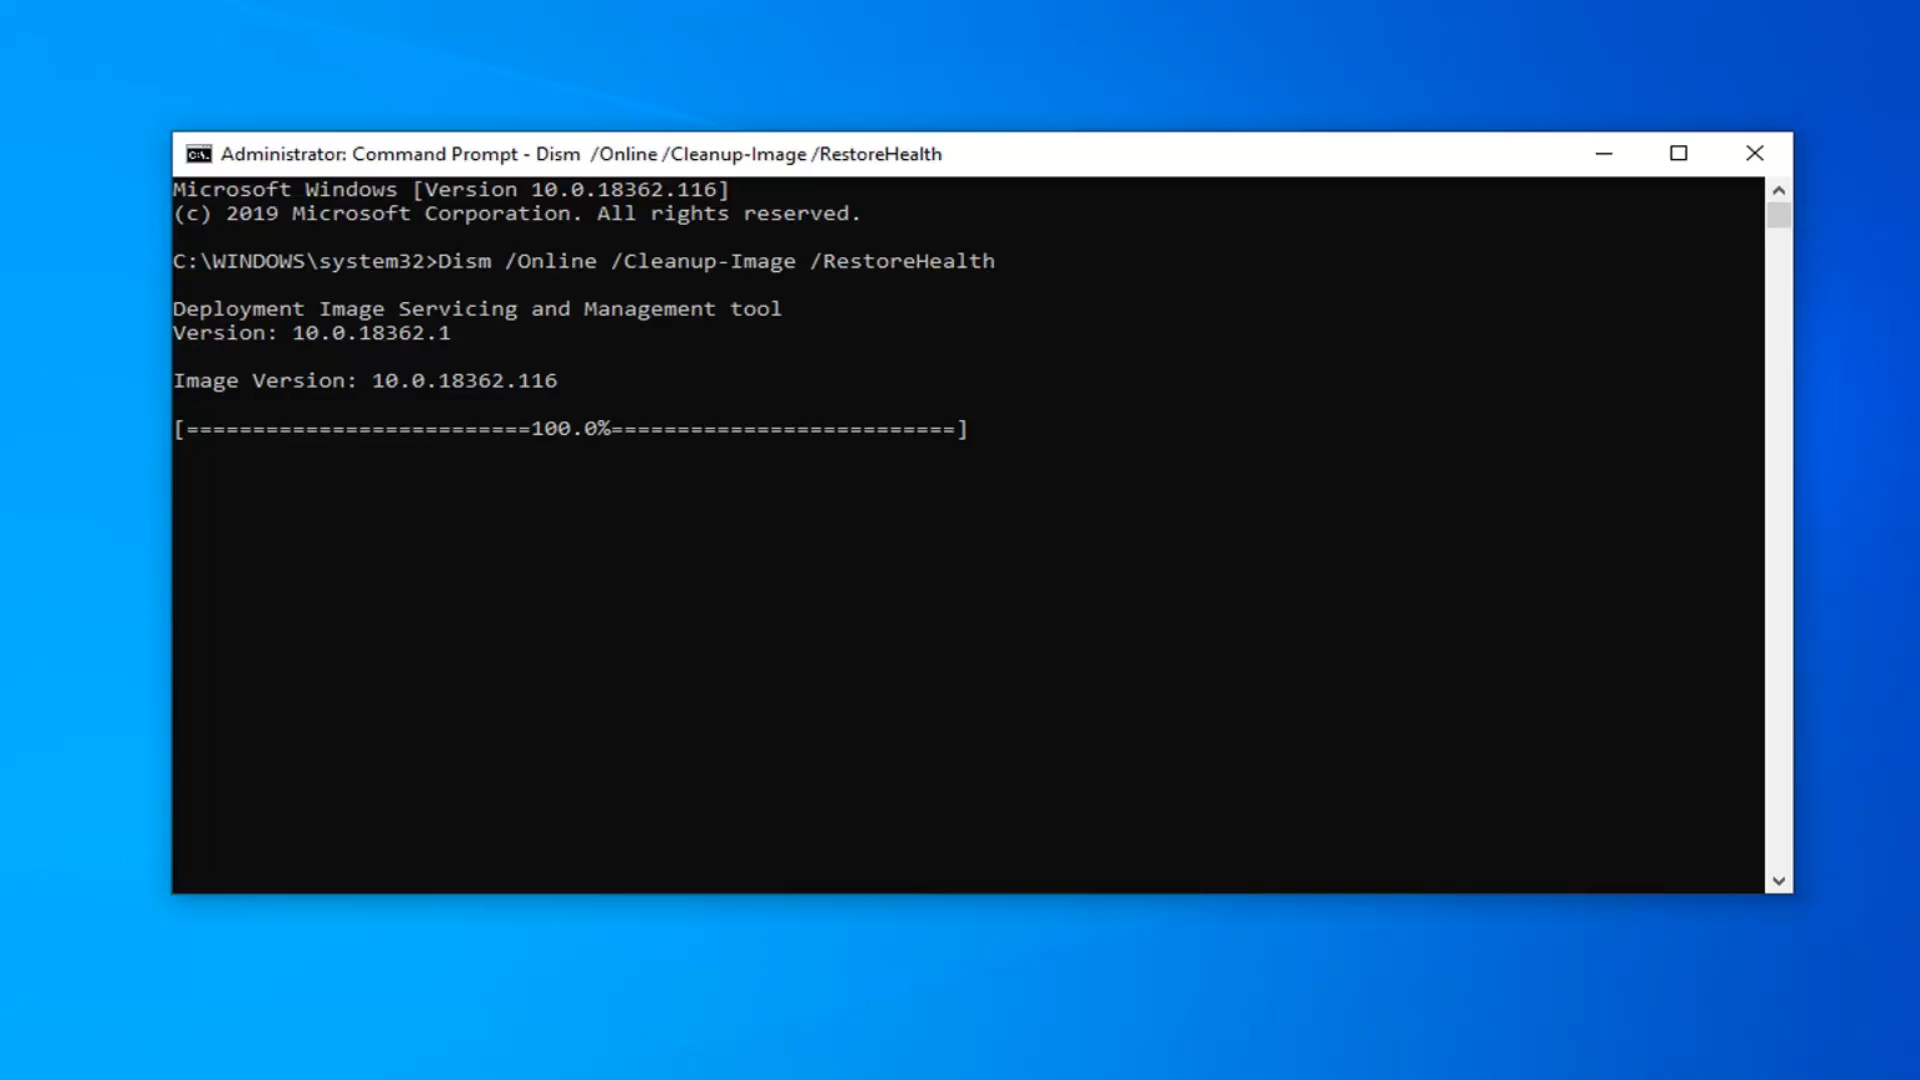 Administrator: Command Prompt - Dism  /Online /Cleanup-Image /RestoreHealth
Microsoft Windows [Version 10.0.18362.116]
(c) 2019 Microsoft Corporation. All rights reserved.
C:\WINDOWS\system32>Dism /Online /Cleanup-Image /RestoreHealth
Deployment Image Servicing and Management tool
Version: 10.0.18362.1
Image Version: 10.0.18362.116
[==========================100.0%==========================]